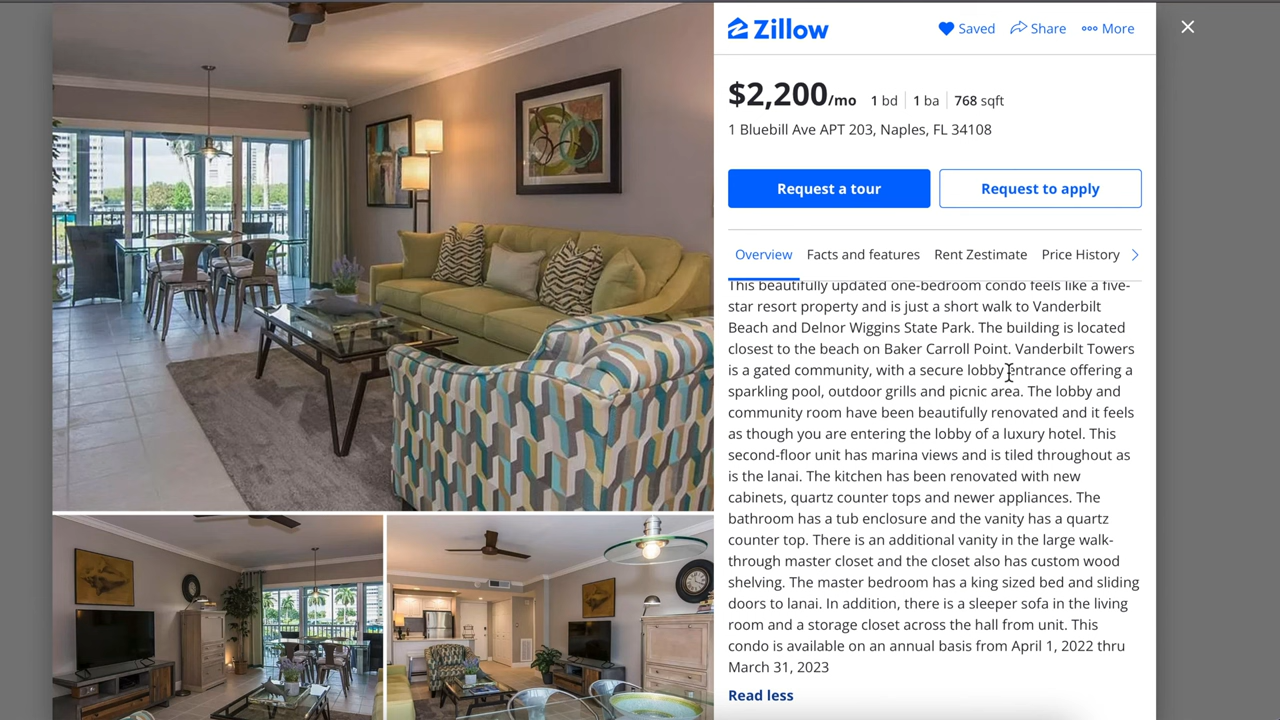 Zillow
Saved
Share
More
$2,200/mo 1 bd 1 ba 768 sqft
1 Bluebill Ave APT 203, Naples, FL 34108
Request a tour
Request to apply
Overview
Facts and features
Rent Zestimate
Price History
This beautifully updated one-bedroom condo feels like a five-
star resort property and is just a short walk to Vanderbilt
Beach and Delnor Wiggins State Park. The building is located
closest to the beach on Baker Carroll Point. Vanderbilt Towers
is a gated community, with a secure lobby entrance offering a
sparkling pool, outdoor grills and picnic area. The lobby and
community room have been beautifully renovated and it feels
as though you are entering the lobby of a luxury hotel. This
second-floor unit has marina views and is tiled throughout as
is the lanai. The kitchen has been renovated with new
cabinets, quartz counter tops and newer appliances. The
bathroom has a tub enclosure and the vanity has a quartz
counter top. There is an additional vanity in the large walk-
through master closet and the closet also has custom wood
shelving. The master bedroom has a king sized bed and sliding
doors to lanai. In addition, there is a sleeper sofa in the living
room and a storage closet across the hall from unit. This
condo is available on an annual basis from April 1, 2022 thru
March 31, 2023
Read less